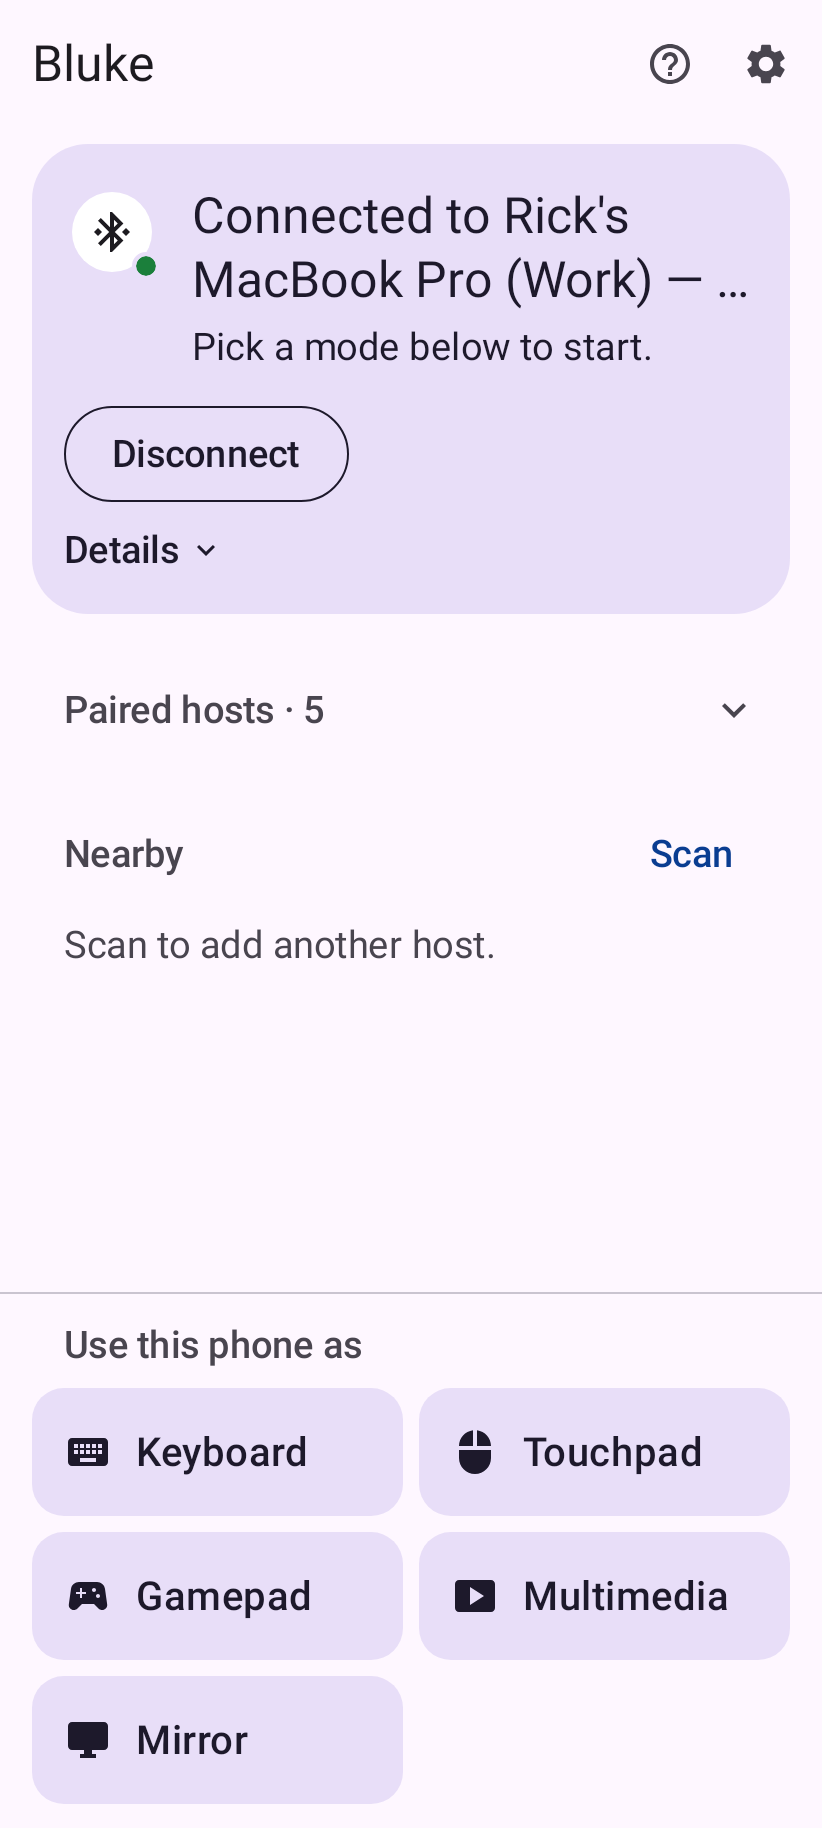 Bluke
Connected to Rick's
MacBook Pro (Work) — …
Pick a mode below to start.
Disconnect
Details
Paired hosts · 5
Nearby
Scan
Scan to add another host.
Use this phone as
Keyboard
Touchpad
Gamepad
Multimedia
Mirror